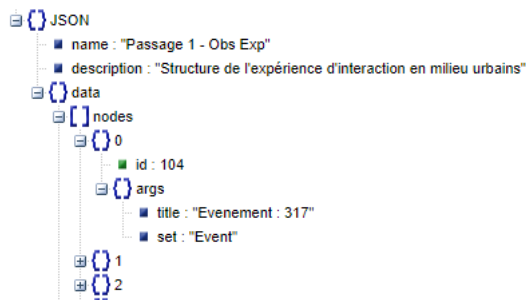 JSON
name : "Passage 1 - Obs Exp"
description : "Structure de l'expérience d'interaction en milieu urbains"
data
nodes
0
id : 104
args
title : "Evenement : 317"
set : "Event"
1
2